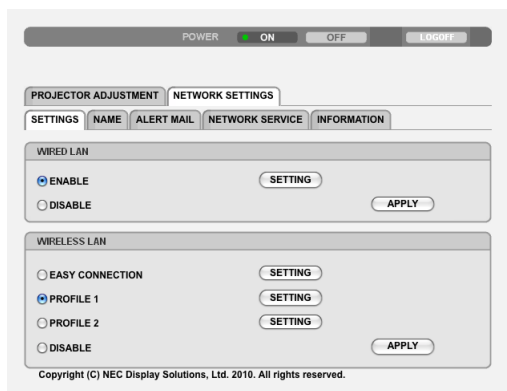 POWER ON OFF LOGOFF
PROJECTOR ADJUSTMENT NETWORK SETTINGS
SETTINGS NAME ALERT MAIL NETWORK SERVICE INFORMATION
WIRED LAN
ENABLE SETTING
DISABLE APPLY
WIRELESS LAN
EASY CONNECTION SETTING
PROFILE 1 SETTING
PROFILE 2 SETTING
DISABLE APPLY
Copyright (C) NEC Display Solutions, Ltd. 2010. All rights reserved.